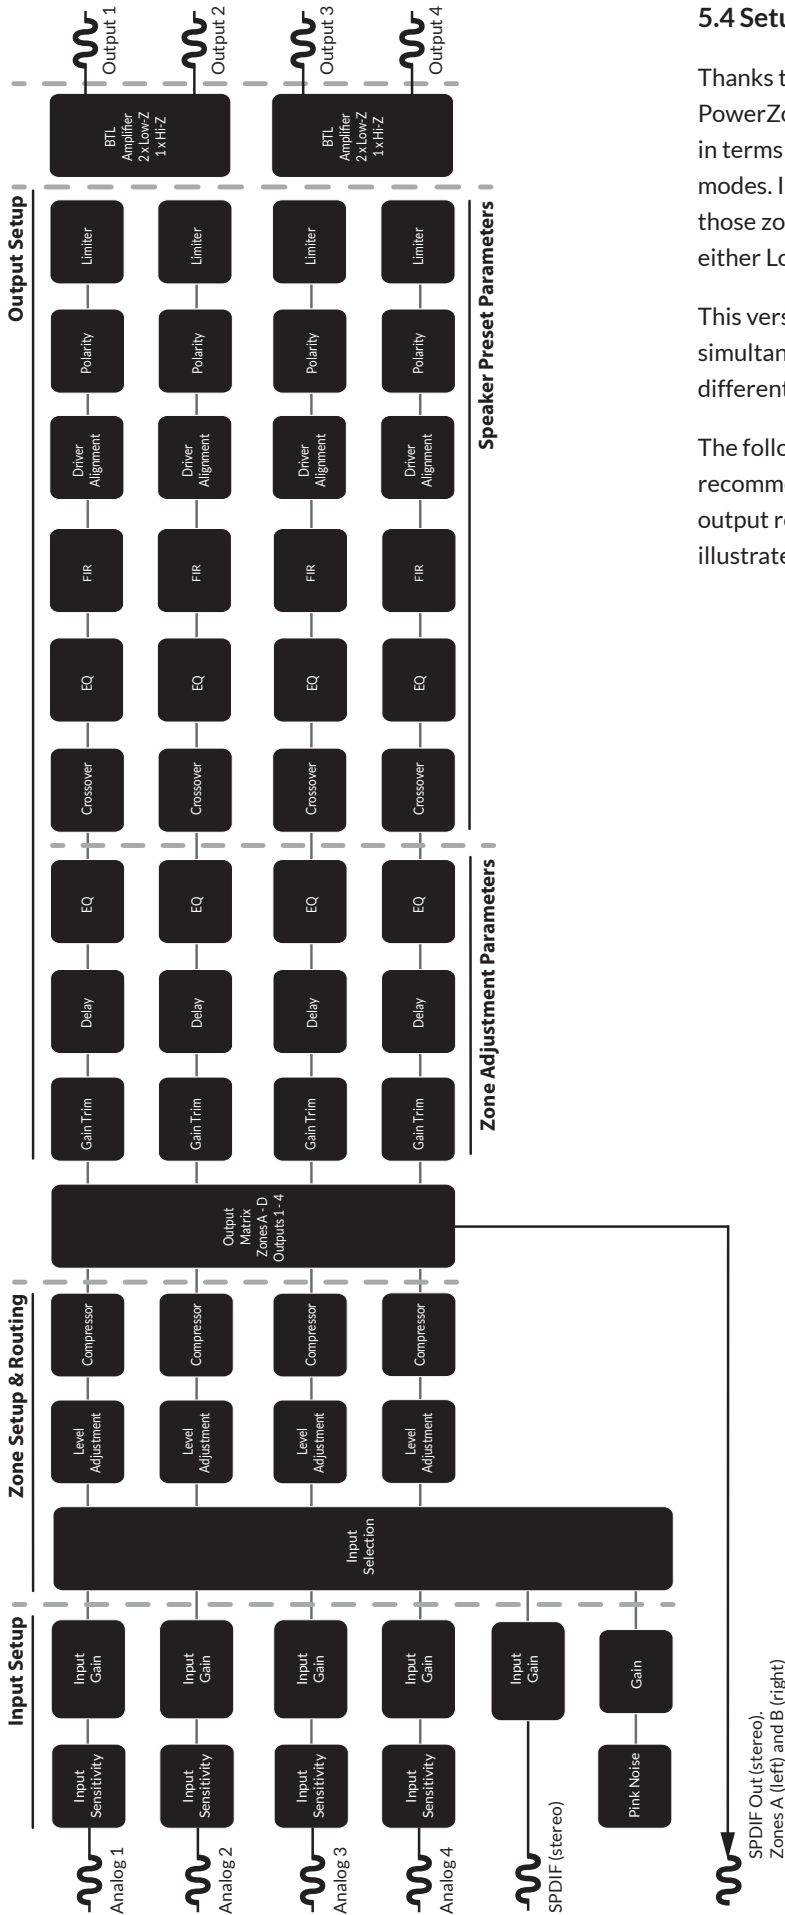 Input Setup
Zone Setup & Routing
Output Setup
Analog 1
Input
Sensitivity
Input
Gain
Input
Selection
Level
Adjustment
Compressor
Output
Matrix
Zones A - D
Outputs 1 - 4
Gain Trim
Delay
EQ
Crossover
EQ
FIR
Driver
Alignment
Polarity
Limiter
BTL
Amplifier
2 x Low-Z
1 x Hi-Z
Output 1
Analog 2
Input
Sensitivity
Input
Gain
Level
Adjustment
Compressor
Gain Trim
Delay
EQ
Crossover
EQ
FIR
Driver
Alignment
Polarity
Limiter
Output 2
Analog 3
Input
Sensitivity
Input
Gain
Level
Adjustment
Compressor
Gain Trim
Delay
EQ
Crossover
EQ
FIR
Driver
Alignment
Polarity
Limiter
BTL
Amplifier
2 x Low-Z
1 x Hi-Z
Output 3
Analog 4
Input
Sensitivity
Input
Gain
Level
Adjustment
Compressor
Gain Trim
Delay
EQ
Crossover
EQ
FIR
Driver
Alignment
Polarity
Limiter
Output 4
Zone Adjustment Parameters
Speaker Preset Parameters
SPDIF (stereo)
Input
Gain
Pink Noise
Gain
SPDIF Out (stereo).
Zones A (left) and B (right)
5.4 Setu
Thanks t
PowerZo
in terms
modes. I
those zo
either Lo
This vers
simultan
different
The follo
recomme
output re
illustrate